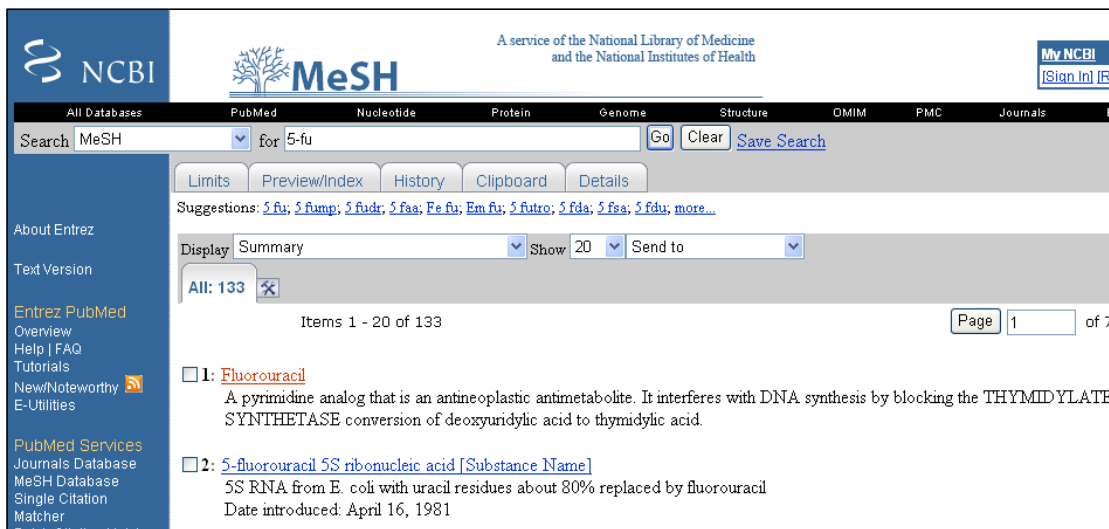 A service of the National Library of Medicine
and the National Institutes of Health
NCBI
MeSH
My NCBI
[Sign In] [R
All Databases PubMed Nucleotide Protein Genome Structure OMIM PMC Journals
Search MeSH for 5-fu Go Clear Save Search
Limits Preview/Index History Clipboard Details
Suggestions: 5 fu; 5 fump; 5 fudr; 5 faa; Fe fu; Em fu; 5 futro; 5 fda; 5 fsa; 5 fdu; more...
About Entrez
Display Summary Show 20 Send to
Text Version
All: 133
Entrez PubMed
Overview
Help | FAQ
Tutorials
New/Noteworthy
E-Utilities
Items 1 - 20 of 133 Page 1 of 7
1: Fluorouracil
A pyrimidine analog that is an antineoplastic antimetabolite. It interferes with DNA synthesis by blocking the THYMIDYLATE
SYNTHETASE conversion of deoxyuridylic acid to thymidylic acid.
PubMed Services
Journals Database
MeSH Database
Single Citation
Matcher
2: 5-fluorouracil 5S ribonucleic acid [Substance Name]
5S RNA from E. coli with uracil residues about 80% replaced by fluorouracil
Date introduced: April 16, 1981